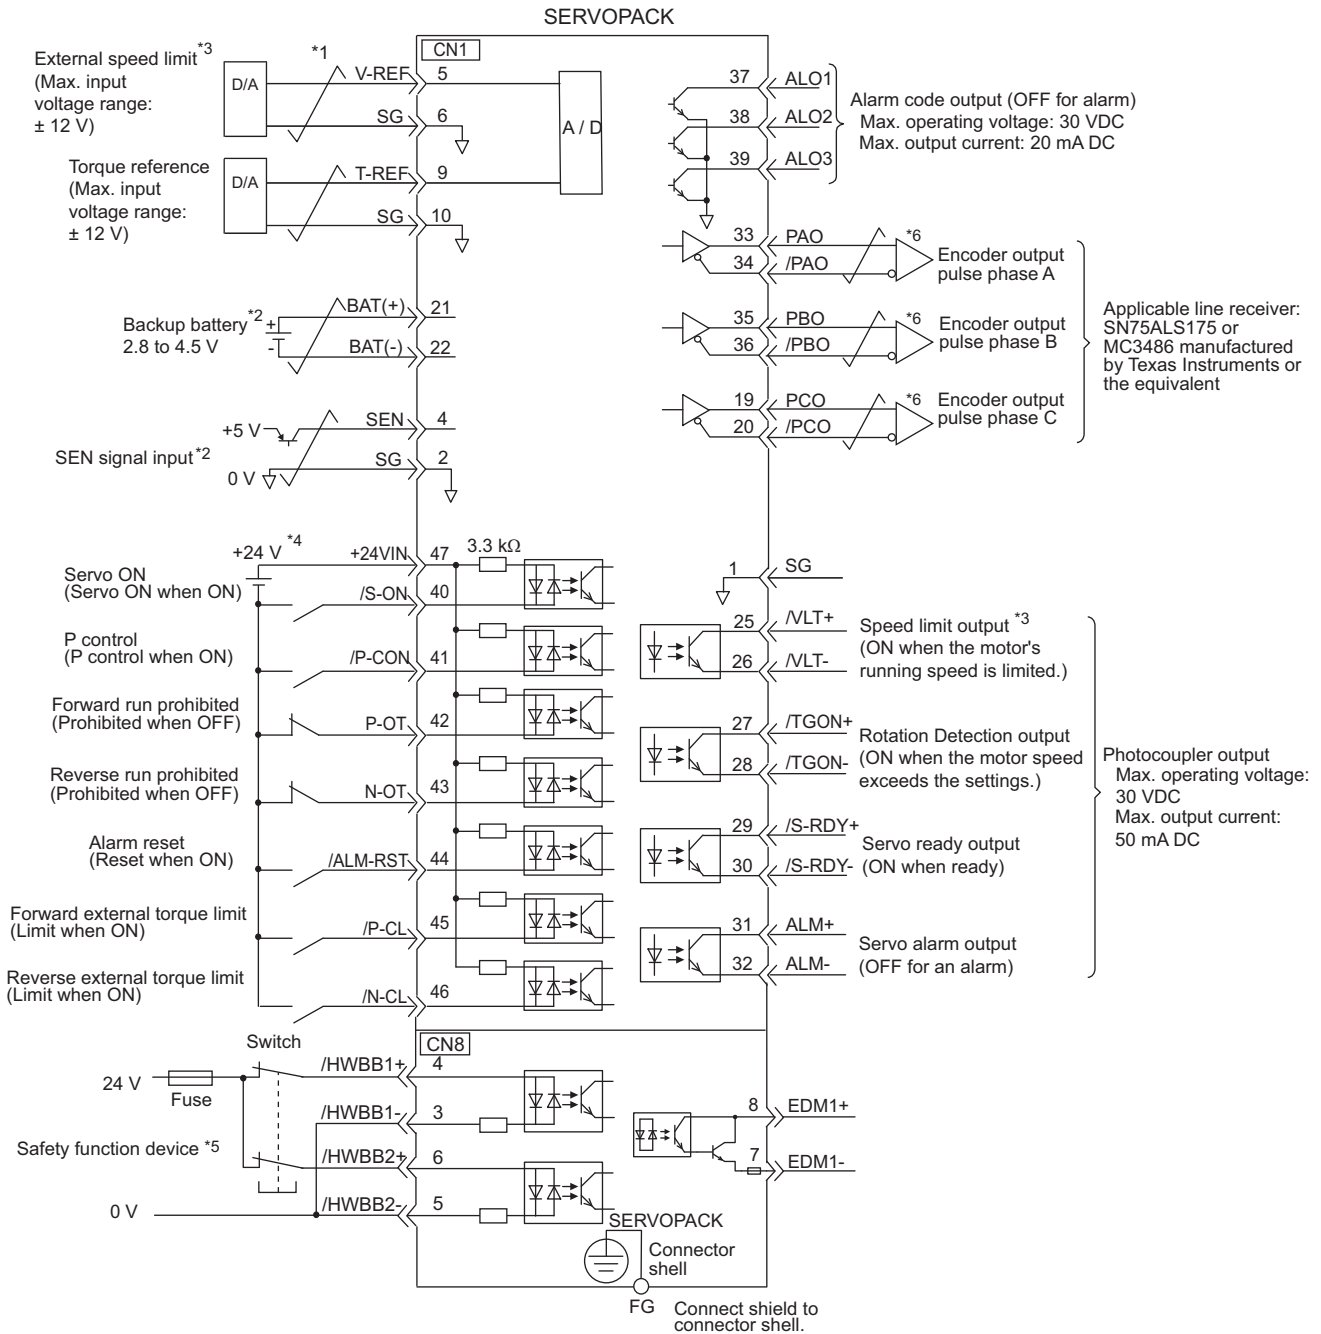 SERVOPACK
CN1
External speed limit*3
(Max. input
voltage range:
± 12 V)
D/A
*1
V-REF
5
SG
6
A / D
Torque reference
(Max. input
voltage range:
± 12 V)
D/A
T-REF
9
SG
10
Backup battery*2
2.8 to 4.5 V
+
-
BAT(+)
21
BAT(-)
22
SEN signal input*2
+5 V
0 V
SEN
4
SG
2
+24 V *4
+24VIN
47
3.3 kΩ
Servo ON
(Servo ON when ON)
/S-ON
40
P control
(P control when ON)
/P-CON
41
Forward run prohibited
(Prohibited when OFF)
P-OT
42
Reverse run prohibited
(Prohibited when OFF)
N-OT
43
Alarm reset
(Reset when ON)
/ALM-RST
44
Forward external torque limit
(Limit when ON)
/P-CL
45
Reverse external torque limit
(Limit when ON)
/N-CL
46
37
ALO1
38
ALO2
39
ALO3
Alarm code output (OFF for alarm)
Max. operating voltage: 30 VDC
Max. output current: 20 mA DC
33
PAO
34
/PAO
*6
Encoder output
pulse phase A
35
PBO
36
/PBO
*6
Encoder output
pulse phase B
19
PCO
20
/PCO
*6
Encoder output
pulse phase C
Applicable line receiver:
SN75ALS175 or
MC3486 manufactured
by Texas Instruments or
the equivalent
1
SG
25
/VLT+
26
/VLT-
Speed limit output *3
(ON when the motor's
running speed is limited.)
27
/TGON+
28
/TGON-
Rotation Detection output
(ON when the motor speed
exceeds the settings.)
29
/S-RDY+
30
/S-RDY-
Servo ready output
(ON when ready)
31
ALM+
32
ALM-
Servo alarm output
(OFF for an alarm)
Photocoupler output
Max. operating voltage:
30 VDC
Max. output current:
50 mA DC
CN8
Switch
24 V
Fuse
Safety function device *5
0 V
/HWBB1+
4
/HWBB1-
3
/HWBB2+
6
/HWBB2-
5
8
EDM1+
7
EDM1-
SERVOPACK
Connector
shell
FG
Connect shield to
connector shell.